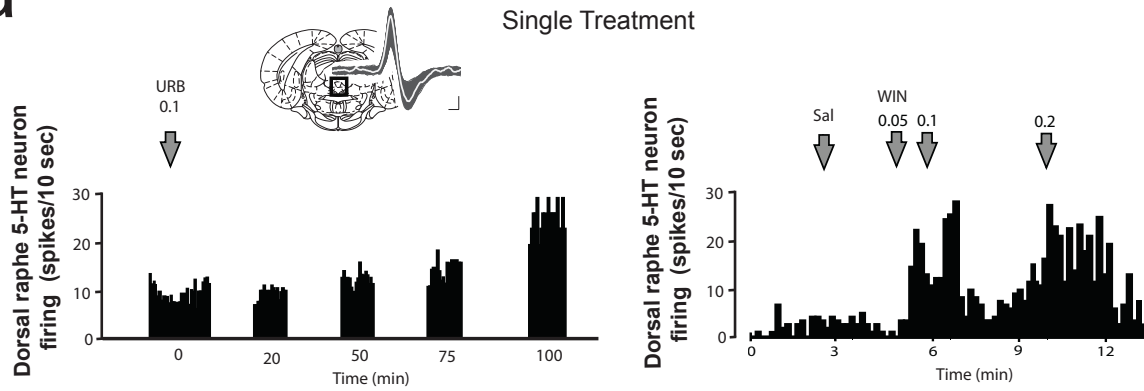 Single Treatment
URB
0.1
Dorsal raphe 5-HT neuron
firing (spikes/10 sec)
30
20
10
0
0
20
50
75
100
Time (min)
Sal
WIN
0.05
0.1
0.2
Dorsal raphe 5-HT neuron
firing (spikes/10 sec)
30
20
10
0
0
3
6
9
12
Time (min)